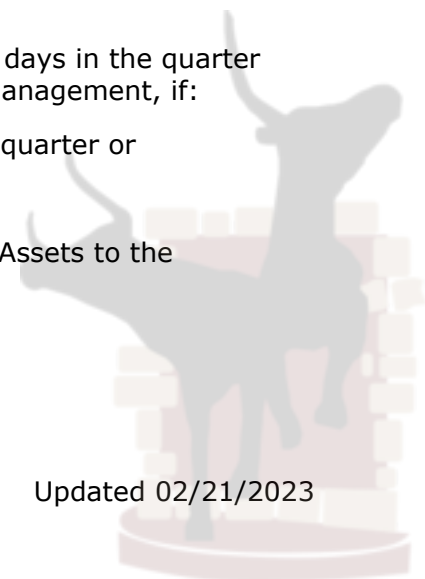 days in the quarter
anagement, if:
quarter or
Assets to the
Updated 02/21/2023